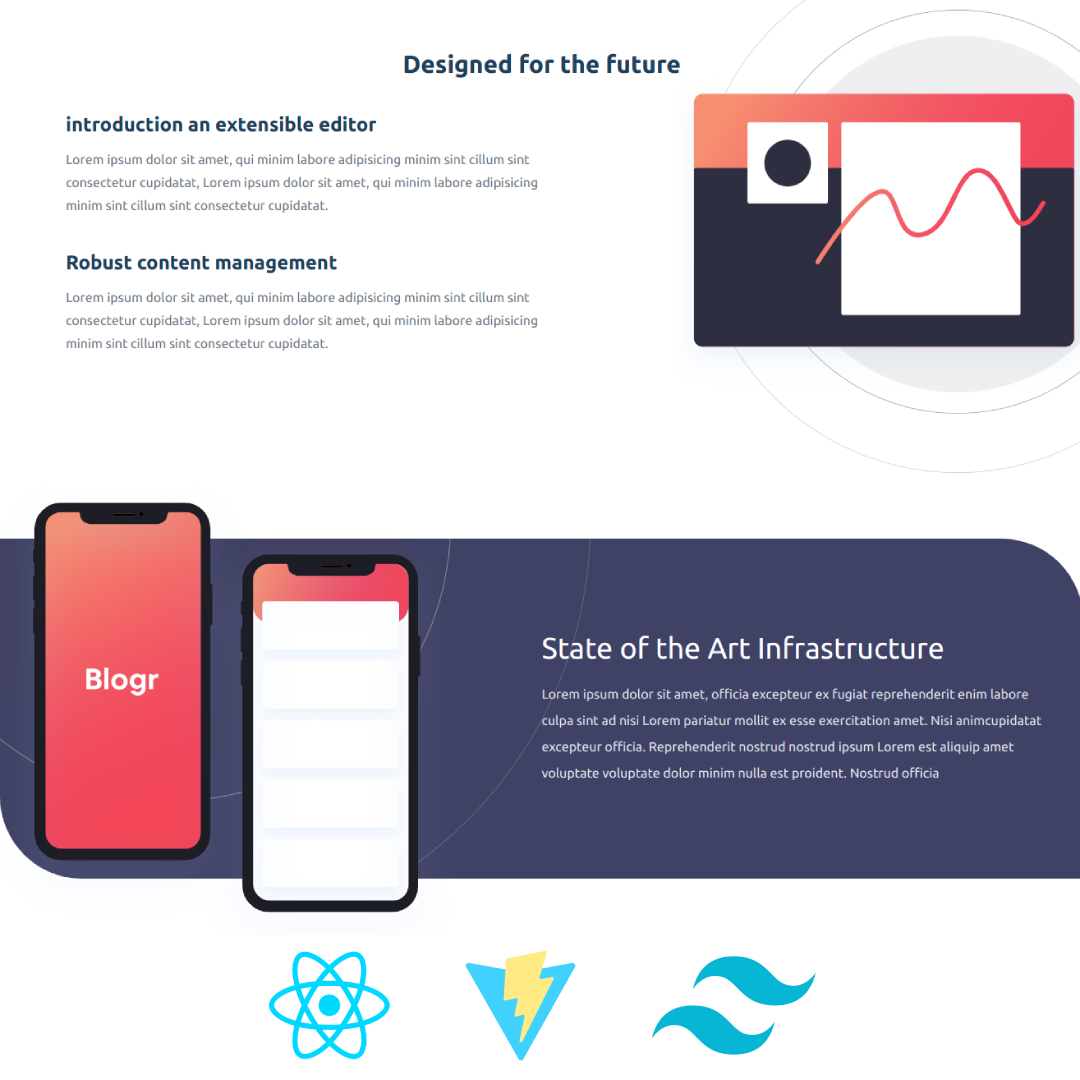 Designed for the future
introduction an extensible editor
Lorem ipsum dolor sit amet, qui minim labore adipisicing minim sint cillum sint
consectetur cupidatat, Lorem ipsum dolor sit amet, qui minim labore adipisicing
minim sint cillum sint consectetur cupidatat.
Robust content management
Lorem ipsum dolor sit amet, qui minim labore adipisicing minim sint cillum sint
consectetur cupidatat, Lorem ipsum dolor sit amet, qui minim labore adipisicing
minim sint cillum sint consectetur cupidatat.
Blogr
State of the Art Infrastructure
Lorem ipsum dolor sit amet, officia excepteur ex fugiat reprehenderit enim labore
culpa sint ad nisi Lorem pariatur mollit ex esse exercitation amet. Nisi animcupidatat
excepteur officia. Reprehenderit nostrud nostrud ipsum Lorem est aliquip amet
voluptate voluptate dolor minim nulla est proident. Nostrud officia